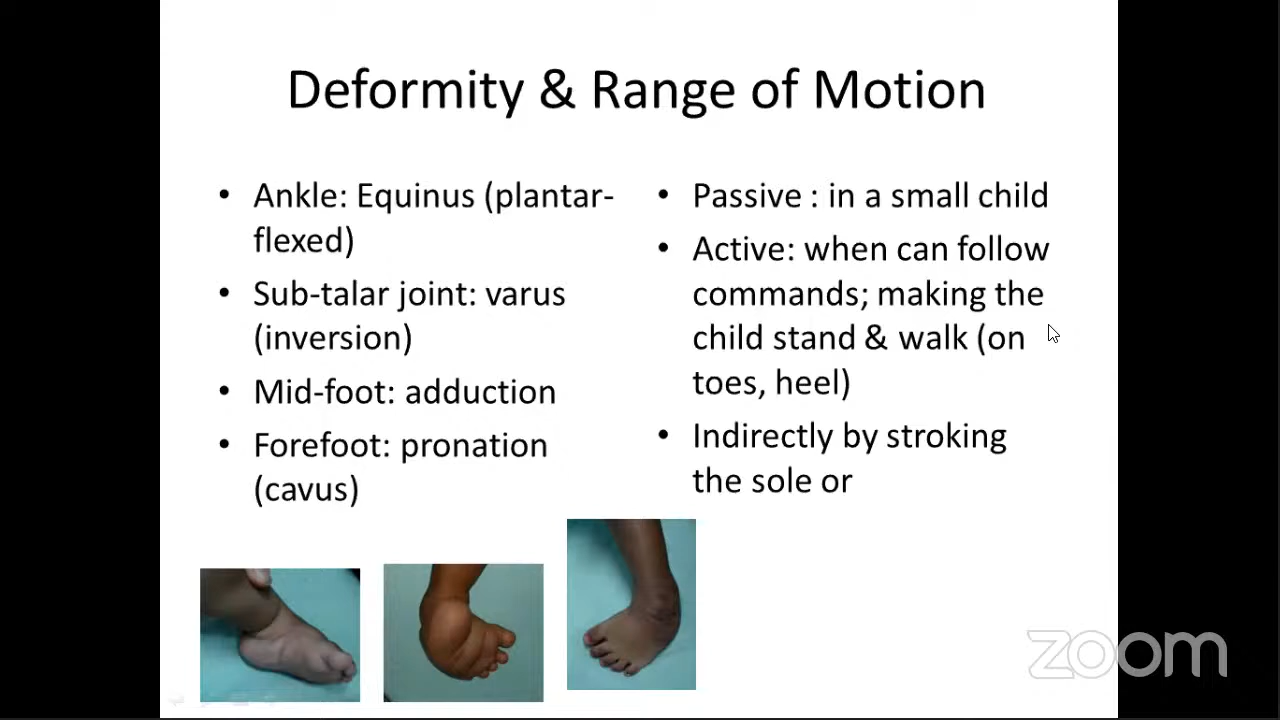 Deformity & Range of Motion
• Ankle: Equinus (plantar-
flexed)
• Sub-talar joint: varus
(inversion)
• Mid-foot: adduction
• Forefoot: pronation
(cavus)
• Passive : in a small child
• Active: when can follow
commands; making the
child stand & walk (on
toes, heel)
• Indirectly by stroking
the sole or
zoom